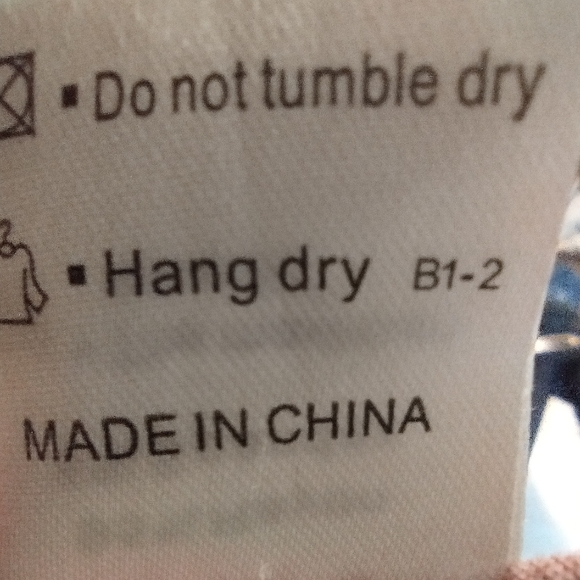 ▪ Do not tumble dry
▪ Hang dry B1-2
MADE IN CHINA